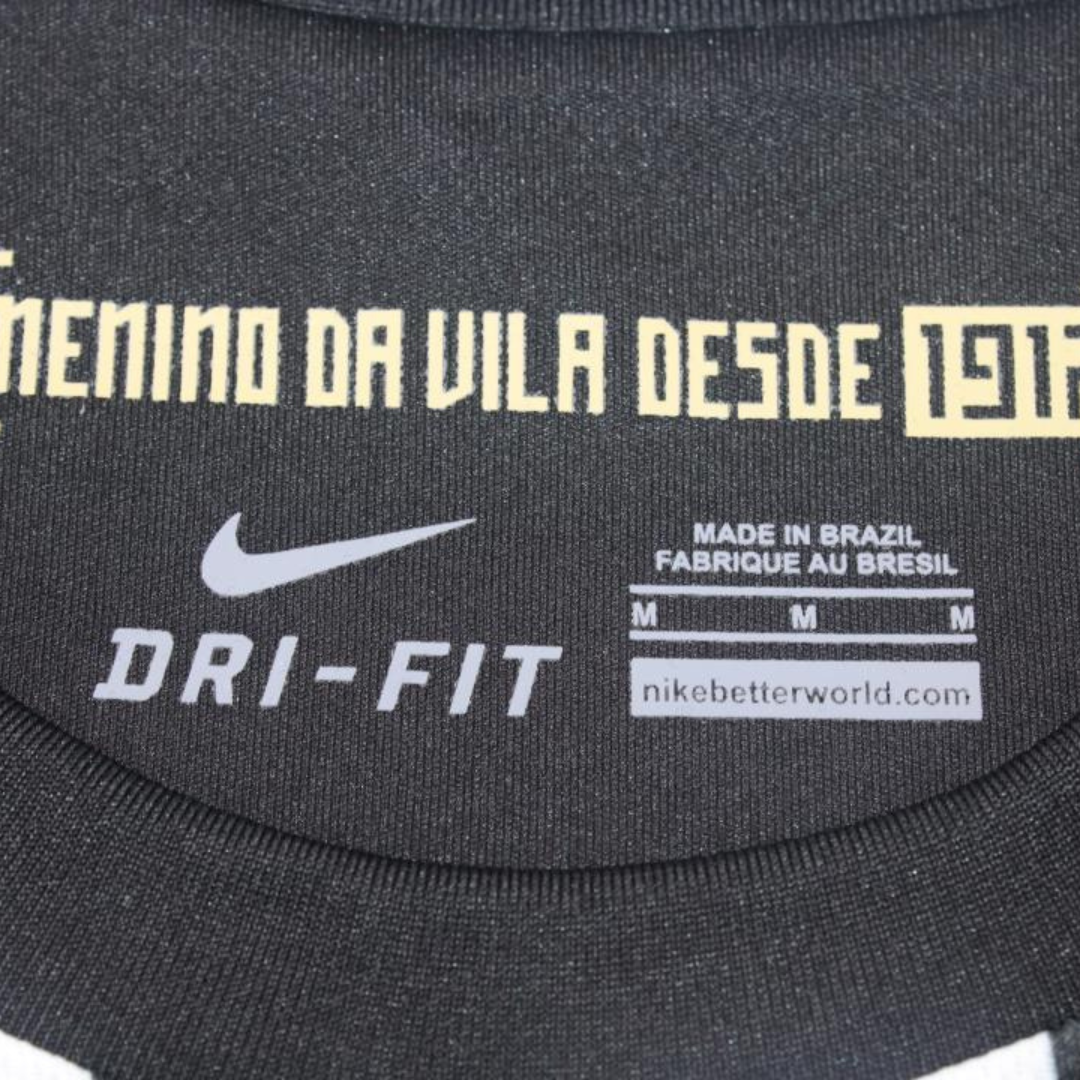 MENINO DA VILA DESDE
DRI-FIT
MADE IN BRAZIL
FABRIQUE AU BRESIL
M M M
nikebetterworld.com